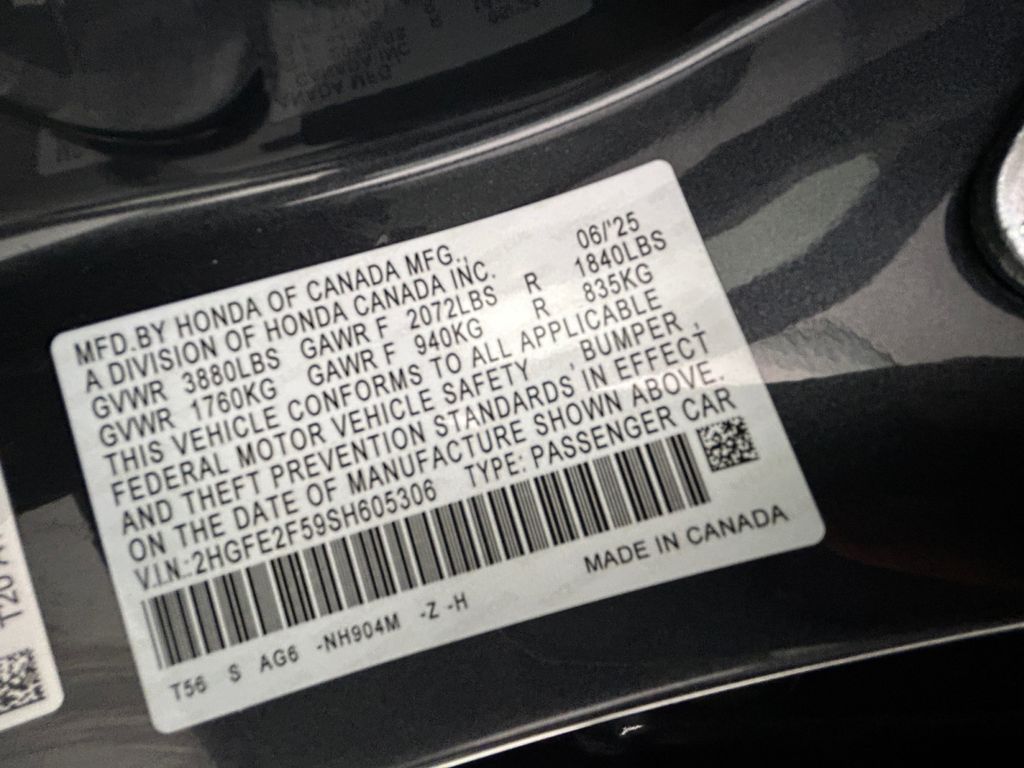 MFD.BY HONDA OF CANADA MFG., 06/'25
A DIVISION OF HONDA CANADA INC.
GVWR 3880LBS GAWR F 2072LBS R 1840LBS
GVWR 1760KG GAWR F 940KG R 835KG
THIS VEHICLE CONFORMS TO ALL APPLICABLE
FEDERAL MOTOR VEHICLE SAFETY , BUMPER ,
AND THEFT PREVENTION STANDARDS IN EFFECT
ON THE DATE OF MANUFACTURE SHOWN ABOVE.
V.I.N.:2HGFE2F59SH605306 TYPE: PASSENGER CAR
MADE IN CANADA
T56 S AG6 -NH904M -Z -H